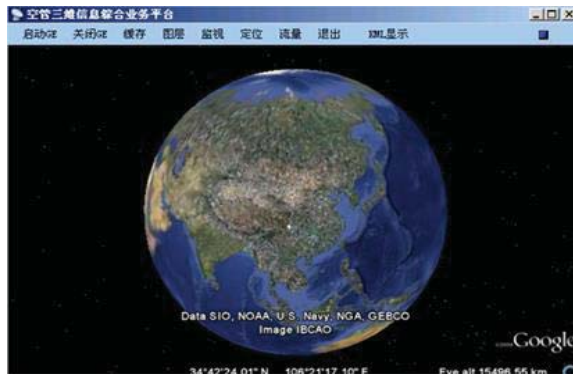 空管三维信息综合业务平台
启动GE 关闭GE 缓存 图层 监视 定位 流量 退出 XML显示
Data SIO, NOAA, U.S. Navy, NGA, GEBCO
Image IBCAO
Google
34°42'24.01" N 106°21'17.10" E Eye alt 15496.55 km